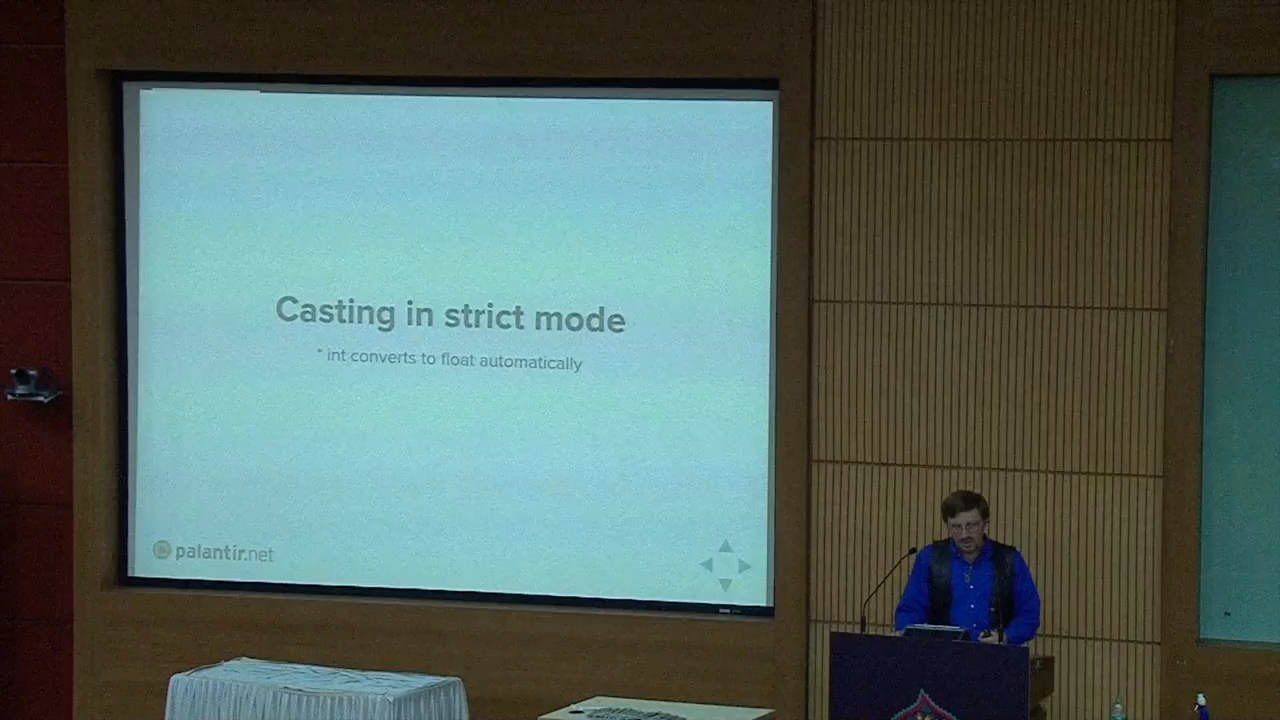 Casting in strict mode
* int converts to float automatically
palantir.net